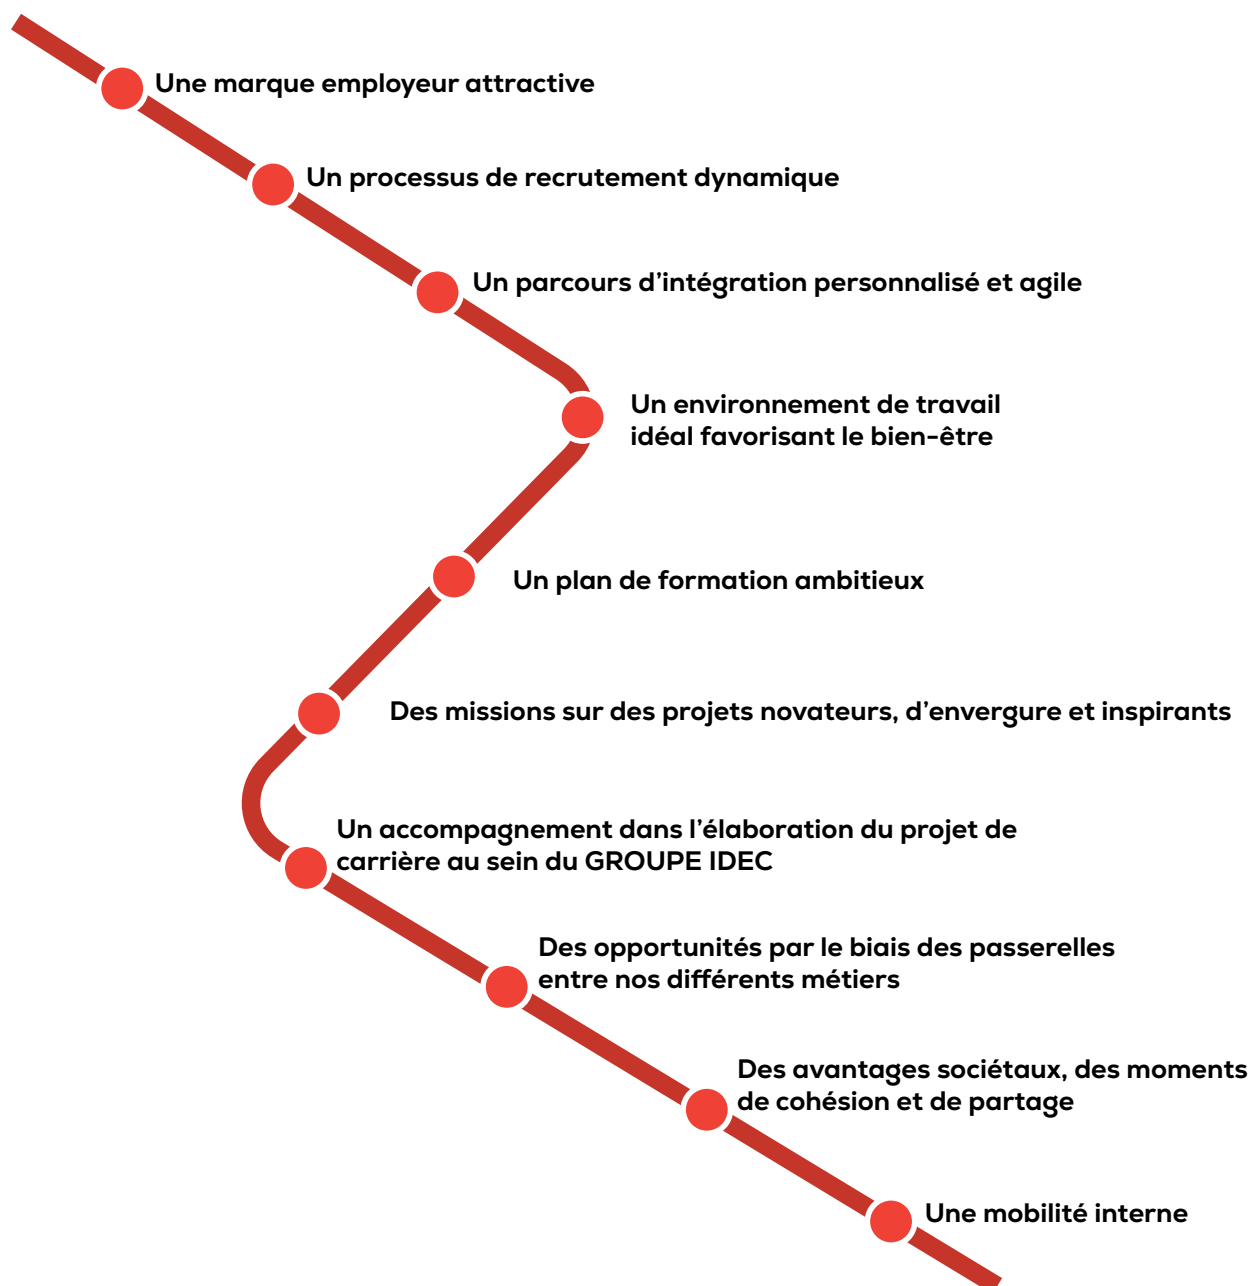 Une marque employeur attractive
Un processus de recrutement dynamique
Un parcours d’intégration personnalisé et agile
Un environnement de travail
idéal favorisant le bien-être
Un plan de formation ambitieux
Des missions sur des projets novateurs, d’envergure et inspirants
Un accompagnement dans l’élaboration du projet de
carrière au sein du GROUPE IDEC
Des opportunités par le biais des passerelles
entre nos différents métiers
Des avantages sociétaux, des moments
de cohésion et de partage
Une mobilité interne